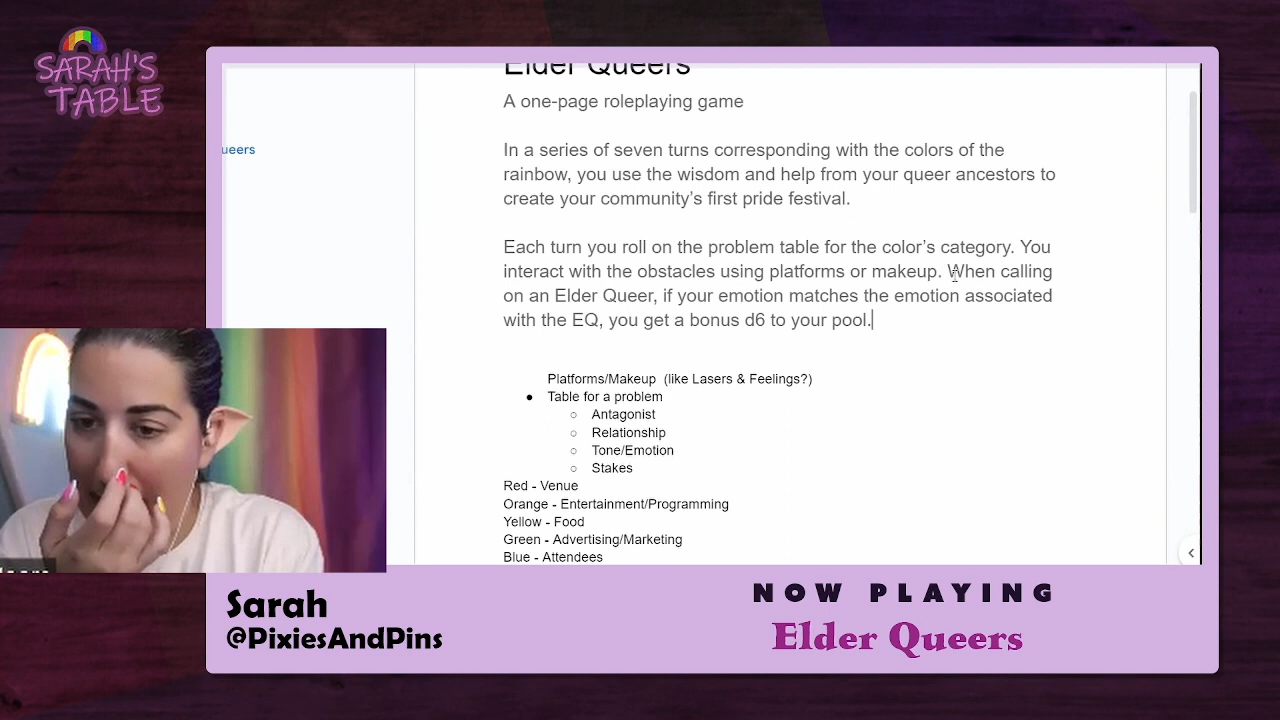 SARAH'S
TABLE
Elder Queers
A one-page roleplaying game
ueers
In a series of seven turns corresponding with the colors of the
rainbow, you use the wisdom and help from your queer ancestors to
create your community's first pride festival.
Each turn you roll on the problem table for the color's category. You
interact with the obstacles using platforms or makeup. When calling
on an Elder Queer, if your emotion matches the emotion associated
with the EQ, you get a bonus d6 to your pool.
Platforms/Makeup (like Lasers & Feelings?)
● Table for a problem
○ Antagonist
○ Relationship
○ Tone/Emotion
○ Stakes
Red - Venue
Orange - Entertainment/Programming
Yellow - Food
Green - Advertising/Marketing
Blue - Attendees
Sarah
@PixiesAndPins
NOW PLAYING
Elder Queers